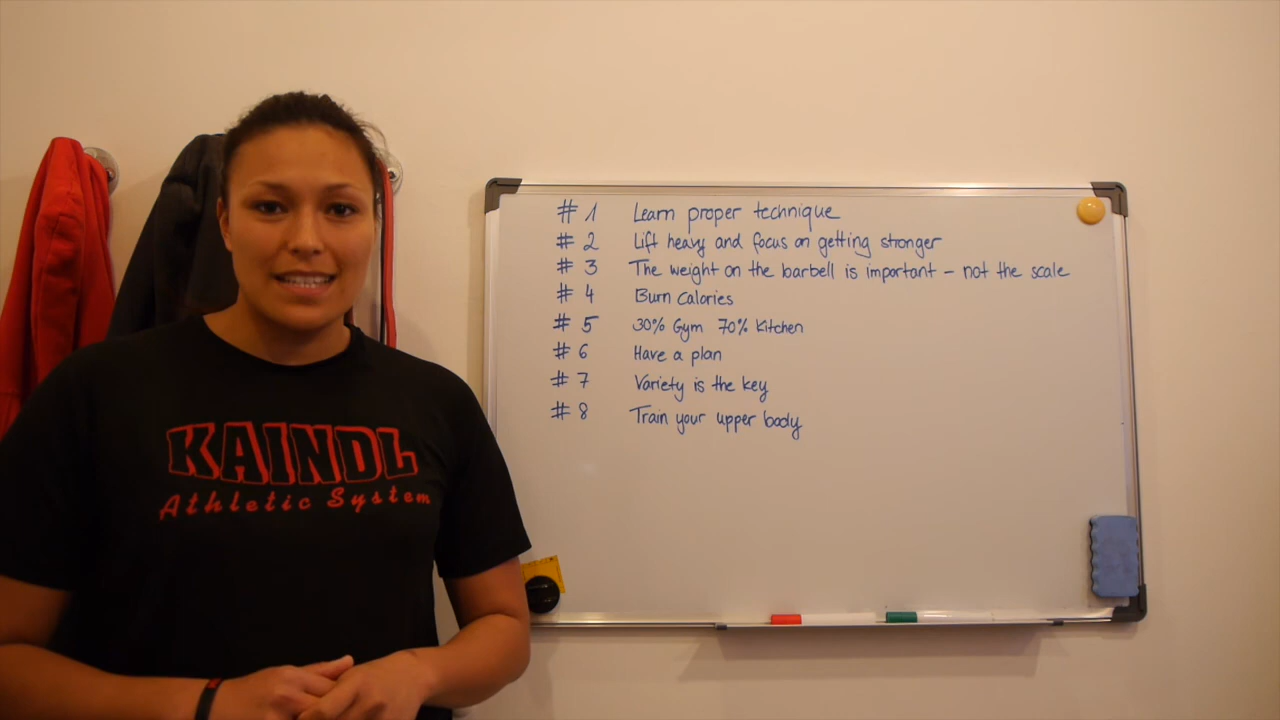 KAINDL
Athletic System
# 1 Learn proper technique
# 2 Lift heavy and focus on getting stronger
# 3 The weight on the barbell is important - not the scale
# 4 Burn Calories
# 5 30% Gym 70% Kitchen
# 6 Have a plan
# 7 Variety is the key
# 8 Train your upper body